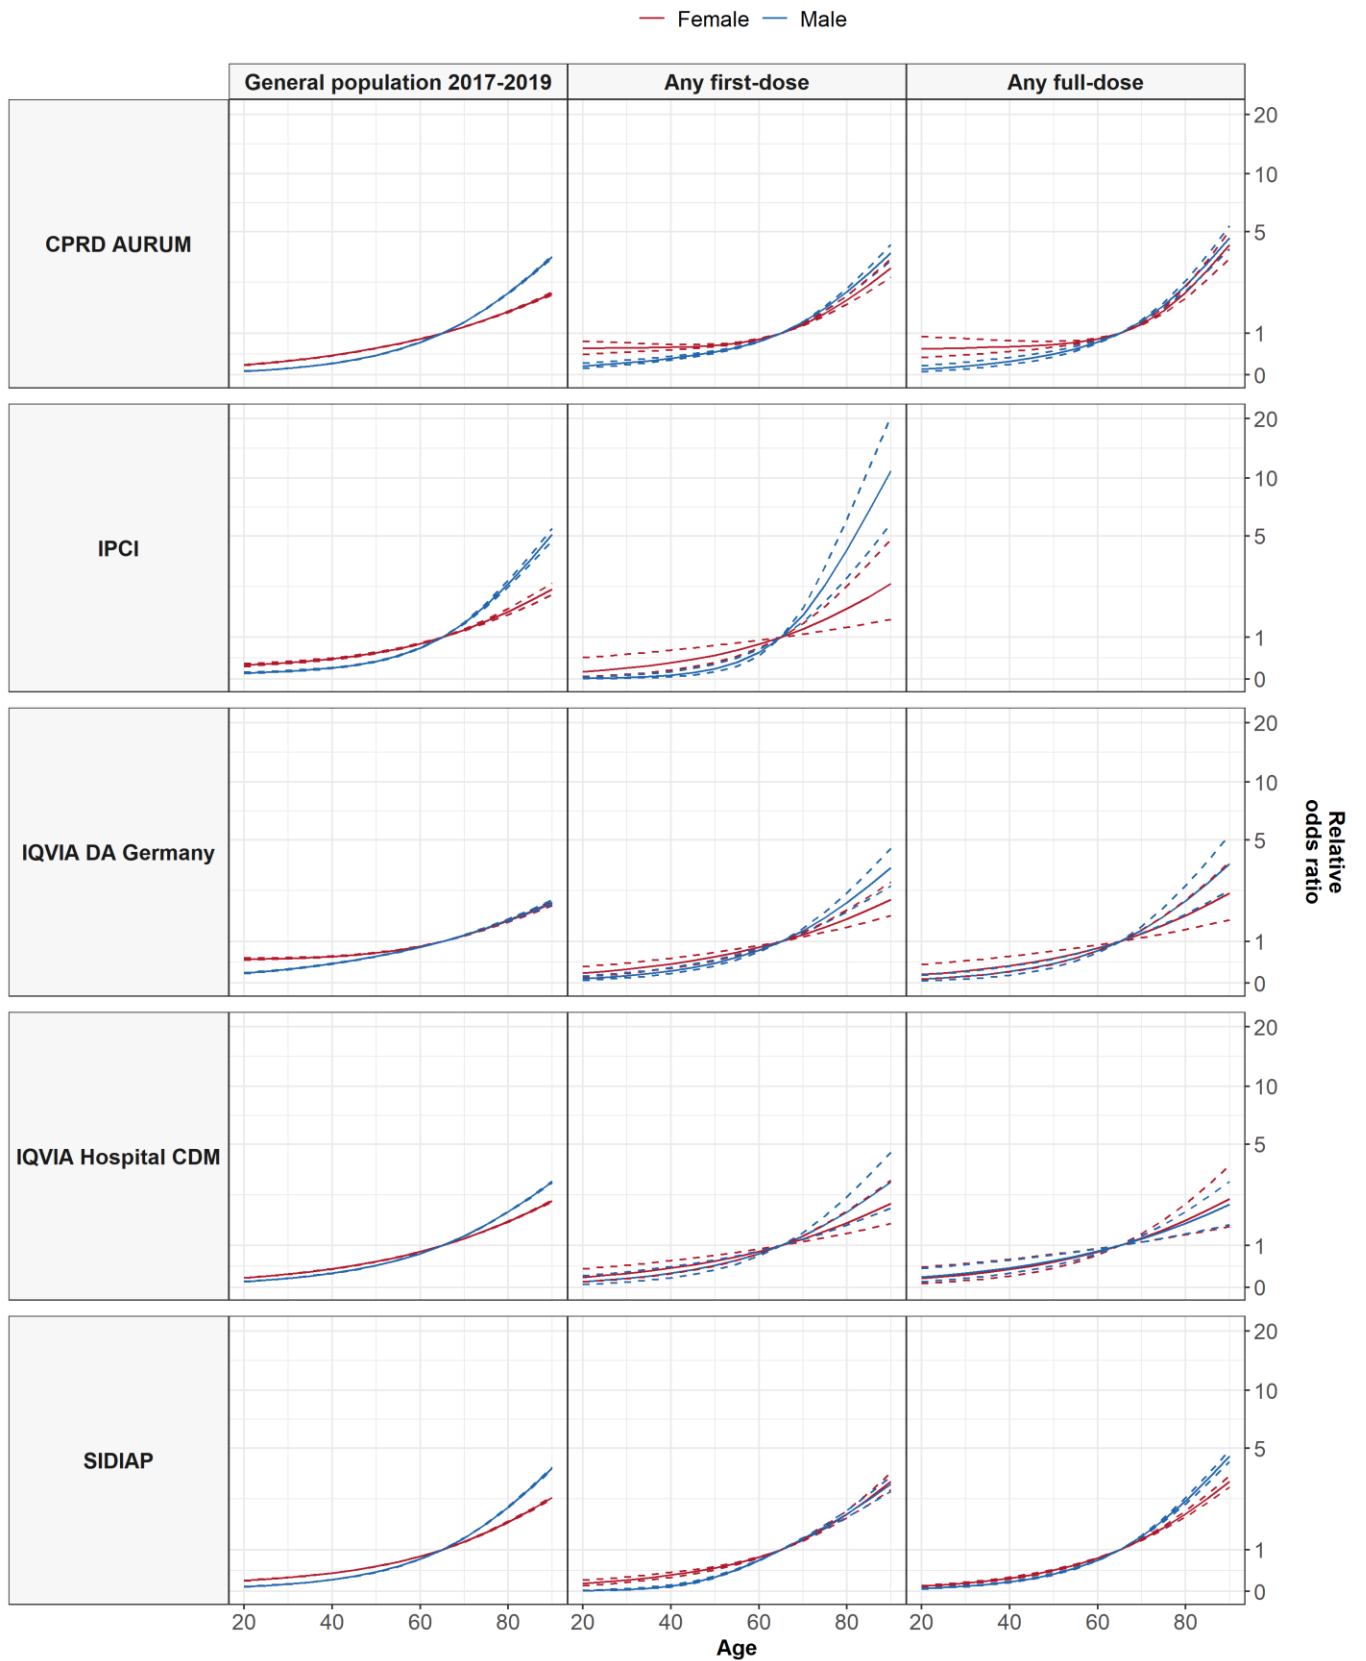 Female Male
General population 2017-2019 Any first-dose Any full-dose
CPRD AURUM
20
10
5
1
0
IPCI
20
10
5
1
0
IQVIA DA Germany
20
10
5
1
0
Relative
odds ratio
IQVIA Hospital CDM
20
10
5
1
0
SIDIAP
20
10
5
1
0
20 40 60 80 20 40 60 80 20 40 60 80
Age